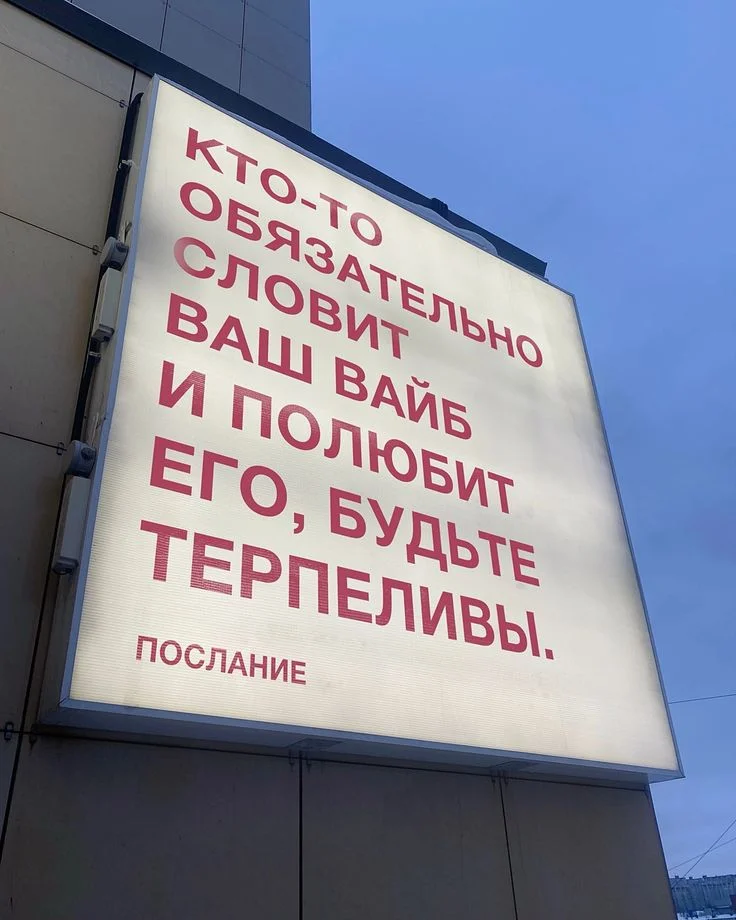 КТО-ТО
ОБЯЗАТЕЛЬНО
СЛОВИТ
ВАШ ВАЙБ
И ПОЛЮБИТ
ЕГО, БУДЬТЕ
ТЕРПЕЛИВЫ.
ПОСЛАНИЕ